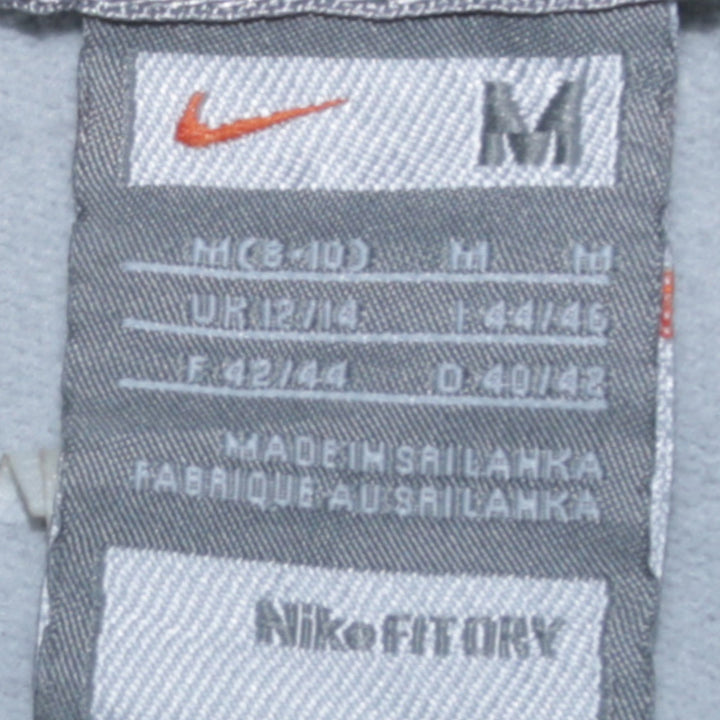 M
M(8-10) M M
UK 12/14 I 44/46
F 42/44 D 40/42
MADE IN SRI LANKA
FABRIQUE AU SRI LANKA
Nike FIT DRY